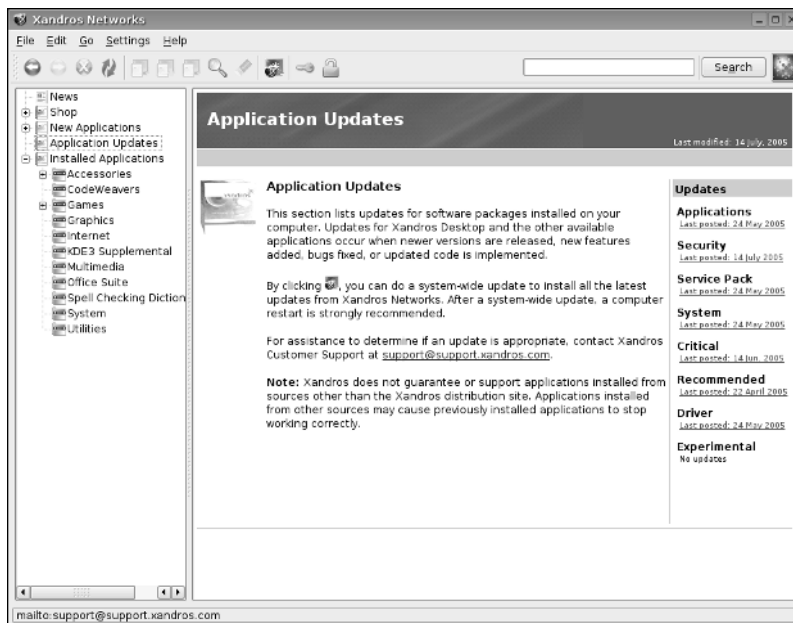 Xandros Networks
File Edit Go Settings Help
Search
News
Shop
New Applications
Application Updates
Installed Applications
Accessories
CodeWeavers
Games
Graphics
Internet
KDE3 Supplemental
Multimedia
Office Suite
Spell Checking Diction
System
Utilities
Application Updates
Last modified: 14 July, 2005
Application Updates
This section lists updates for software packages installed on your
computer. Updates for Xandros Desktop and the other available
applications occur when newer versions are released, new features
added, bugs fixed, or updated code is implemented.
By clicking , you can do a system-wide update to install all the latest
updates from Xandros Networks. After a system-wide update, a computer
restart is strongly recommended.
For assistance to determine if an update is appropriate, contact Xandros
Customer Support at support@support.xandros.com.
Note: Xandros does not guarantee or support applications installed from
sources other than the Xandros distribution site. Applications installed
from other sources may cause previously installed applications to stop
working correctly.
Updates
Applications
Last posted: 24 May 2005
Security
Last posted: 14 July 2005
Service Pack
Last posted: 24 May 2005
System
Last posted: 24 May 2005
Critical
Last posted: 14 Jun, 2005
Recommended
Last posted: 22 April 2005
Driver
Last posted: 24 May 2005
Experimental
No updates
mailto:support@support.xandros.com